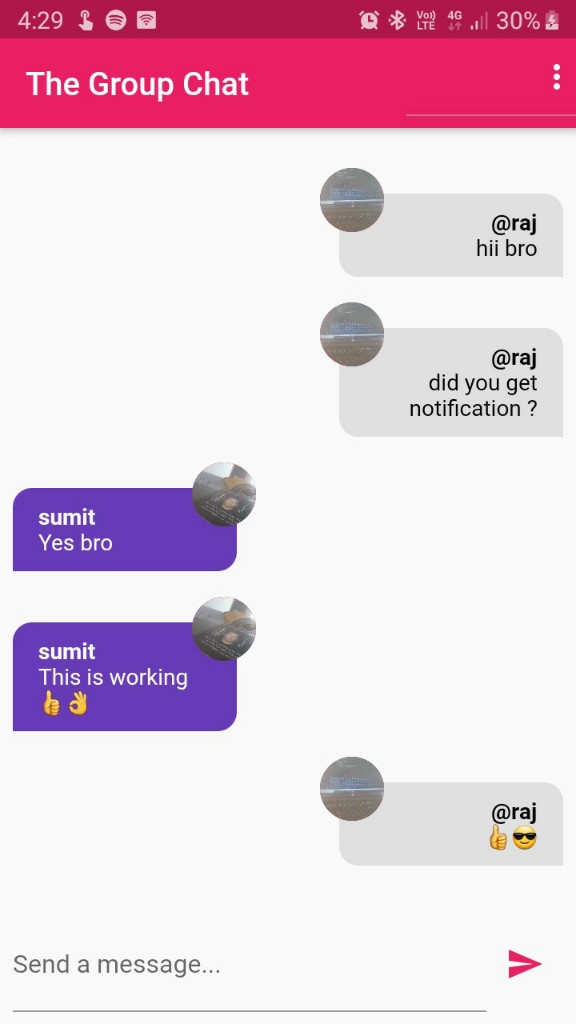 4:29 Vo)) LTE 4G 30%
The Group Chat
@raj
hii bro
@raj
did you get
notification ?
sumit
Yes bro
sumit
This is working
👍👌
@raj
👍😎
Send a message...